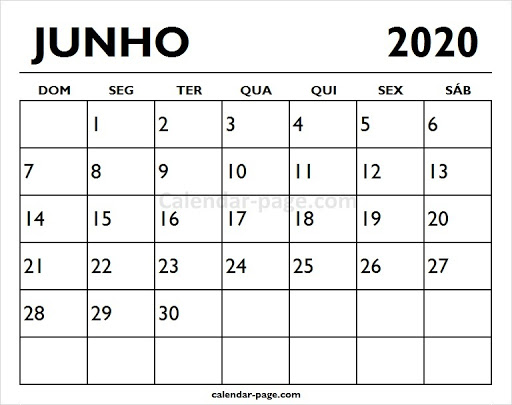 JUNHO 2020
DOM SEG TER QUA QUI SEX SÁB
1 2 3 4 5 6
7 8 9 10 11 12 13
Calendar-page.com
14 15 16 17 18 19 20
21 22 23 24 25 26 27
28 29 30
calendar-page.com